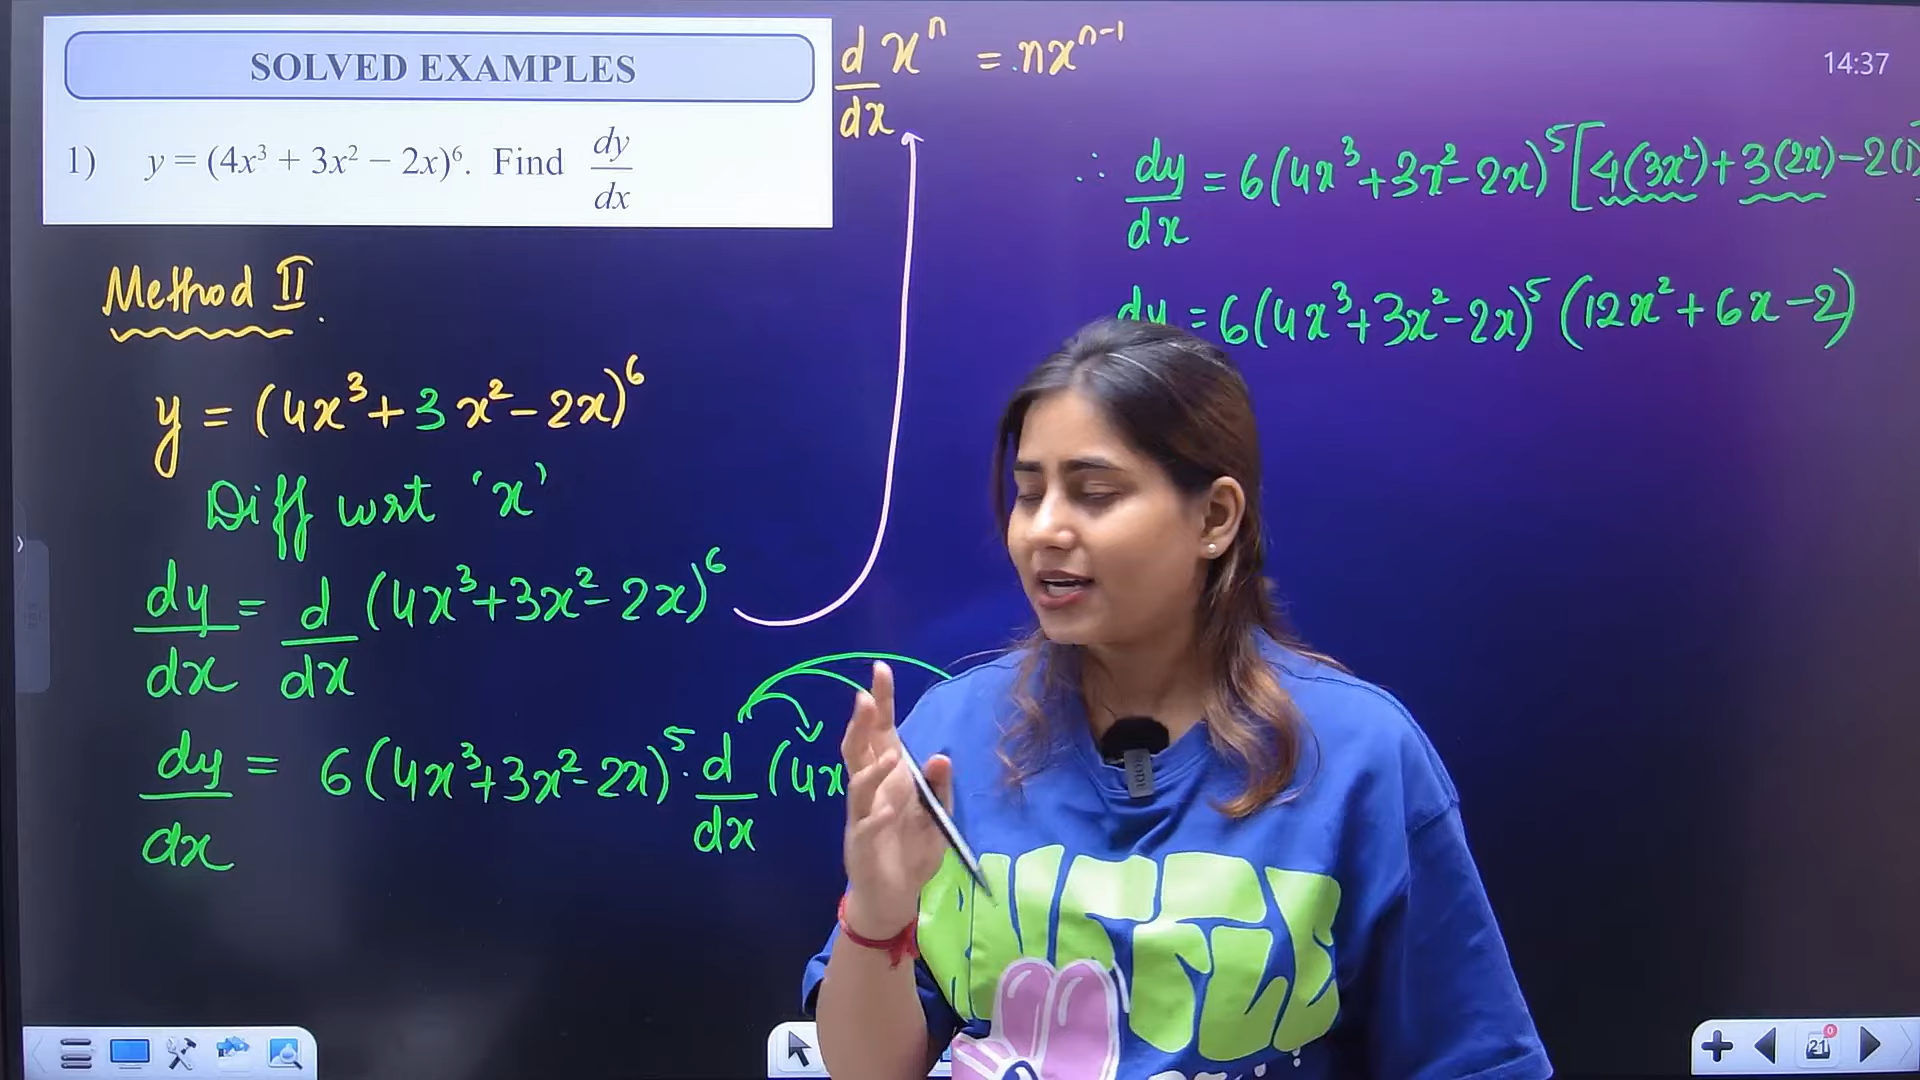 SOLVED EXAMPLES
1) y = (4x³ + 3x² − 2x)⁶. Find dy/dx
d/dx xⁿ = nxⁿ⁻¹
14:37
Method II.
y = (4x³+3x²−2x)⁶
Diff wrt 'x'
dy/dx = d/dx (4x³+3x²−2x)⁶
dy/dx = 6(4x³+3x²−2x)⁵ · d/dx (4x
∴ dy/dx = 6(4x³+3x²−2x)⁵ [4(3x²)+3(2x)−2(1)]
dy = 6(4x³+3x²−2x)⁵ (12x²+6x−2)
0
21